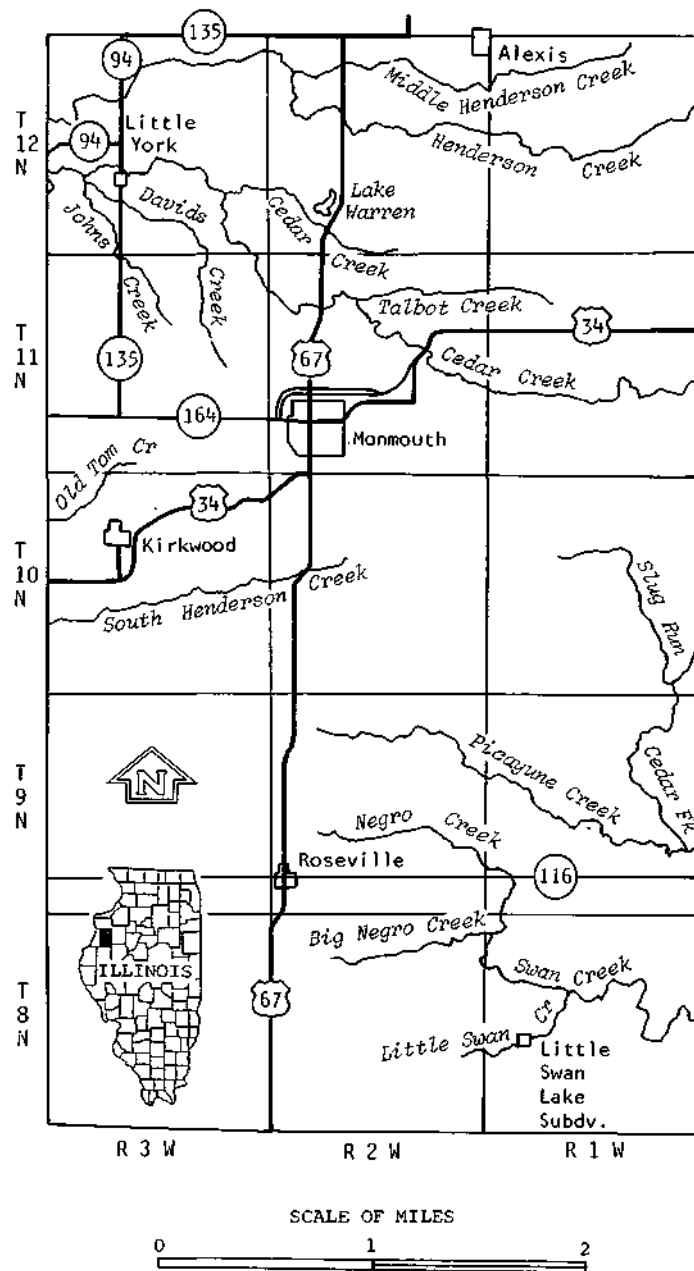 135
94
Alexis
Middle Henderson Creek
T
12
N
94
Little
York
Henderson Creek
Johns
Creek
Davids
Creek
Lake
Warren
Cedar
Creek
Talbot Creek
34
T
11
N
67
Cedar Creek
135
164
Manmouth
Old Tom Cr
34
Kirkwood
T
10
N
South Henderson Creek
Slug Run
N
T
9
N
Picayune Creek
Cedar Fk
Negro Creek
Roseville
116
Big Negro Creek
ILLINOIS
67
Swan Creek
T
8
N
Little Swan Cr
Little
Swan
Lake
Subdv.
R 3 W
R 2 W
R 1 W
SCALE OF MILES
0 1 2